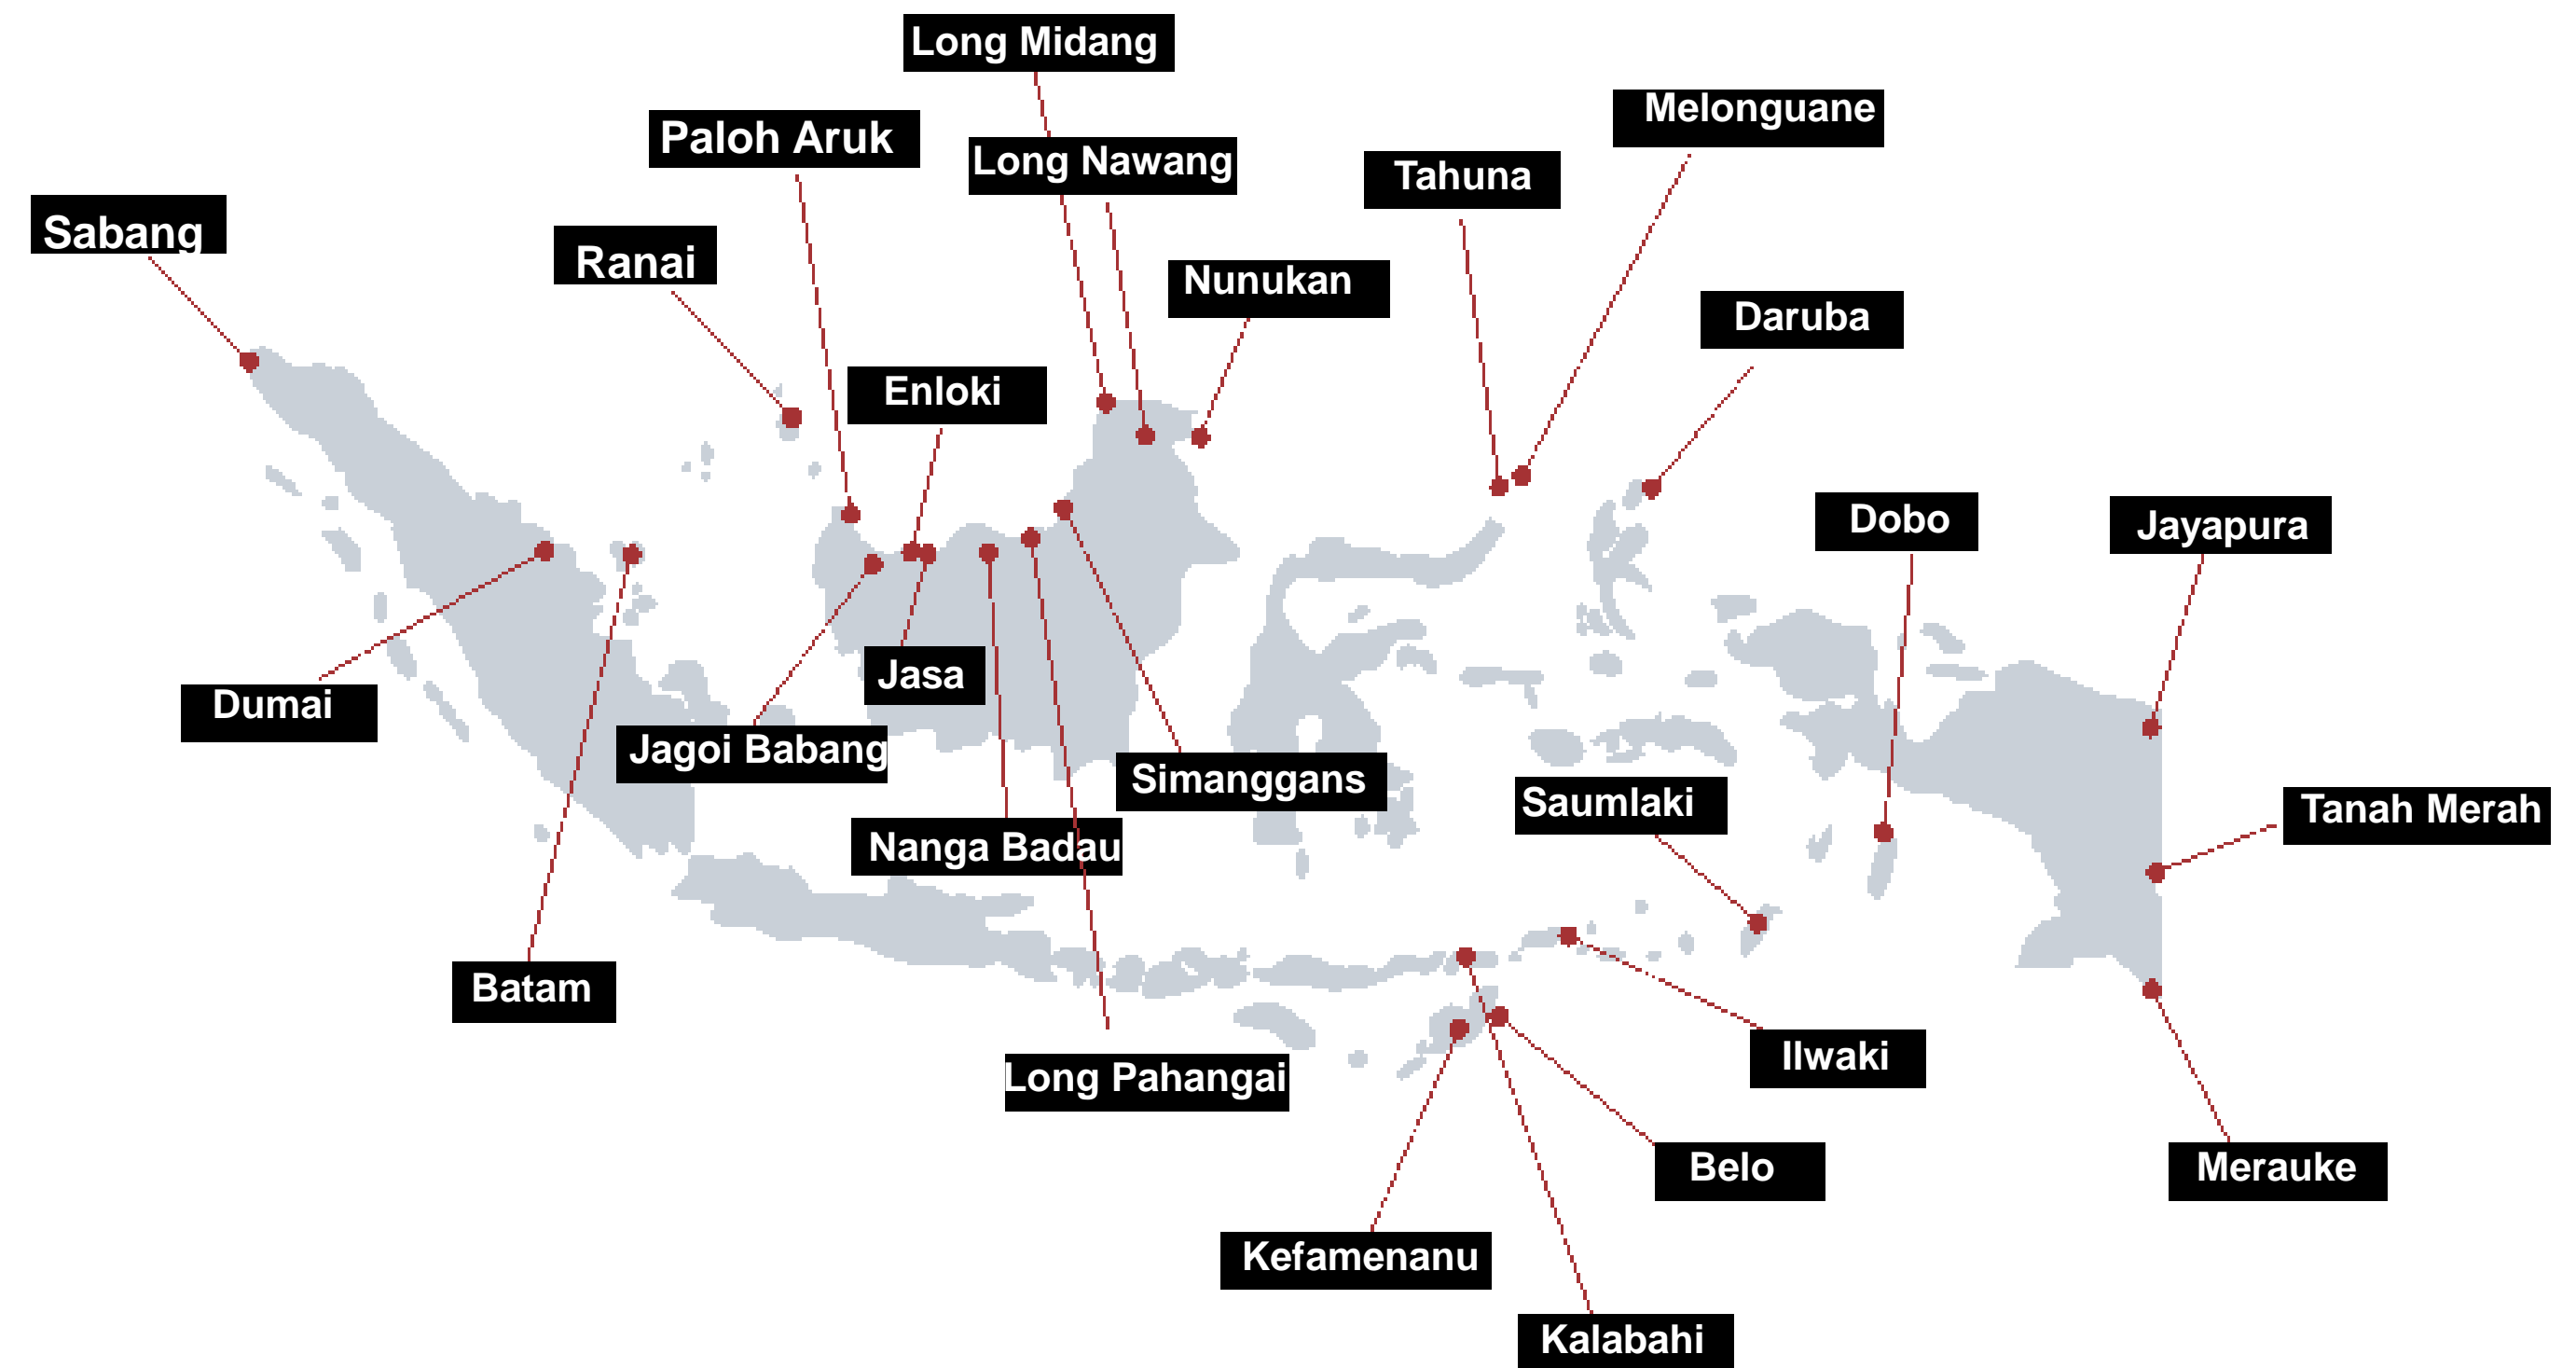 Long Midang
Melonguane
Paloh Aruk
Long Nawang
Tahuna
Sabang
Ranai
Nunukan
Daruba
Enloki
Dobo
Jayapura
Jasa
Dumai
Jagoi Babang
Simanggans
Saumlaki
Tanah Merah
Nanga Badau
Batam
Ilwaki
Long Pahangai
Belo
Merauke
Kefamenanu
Kalabahi